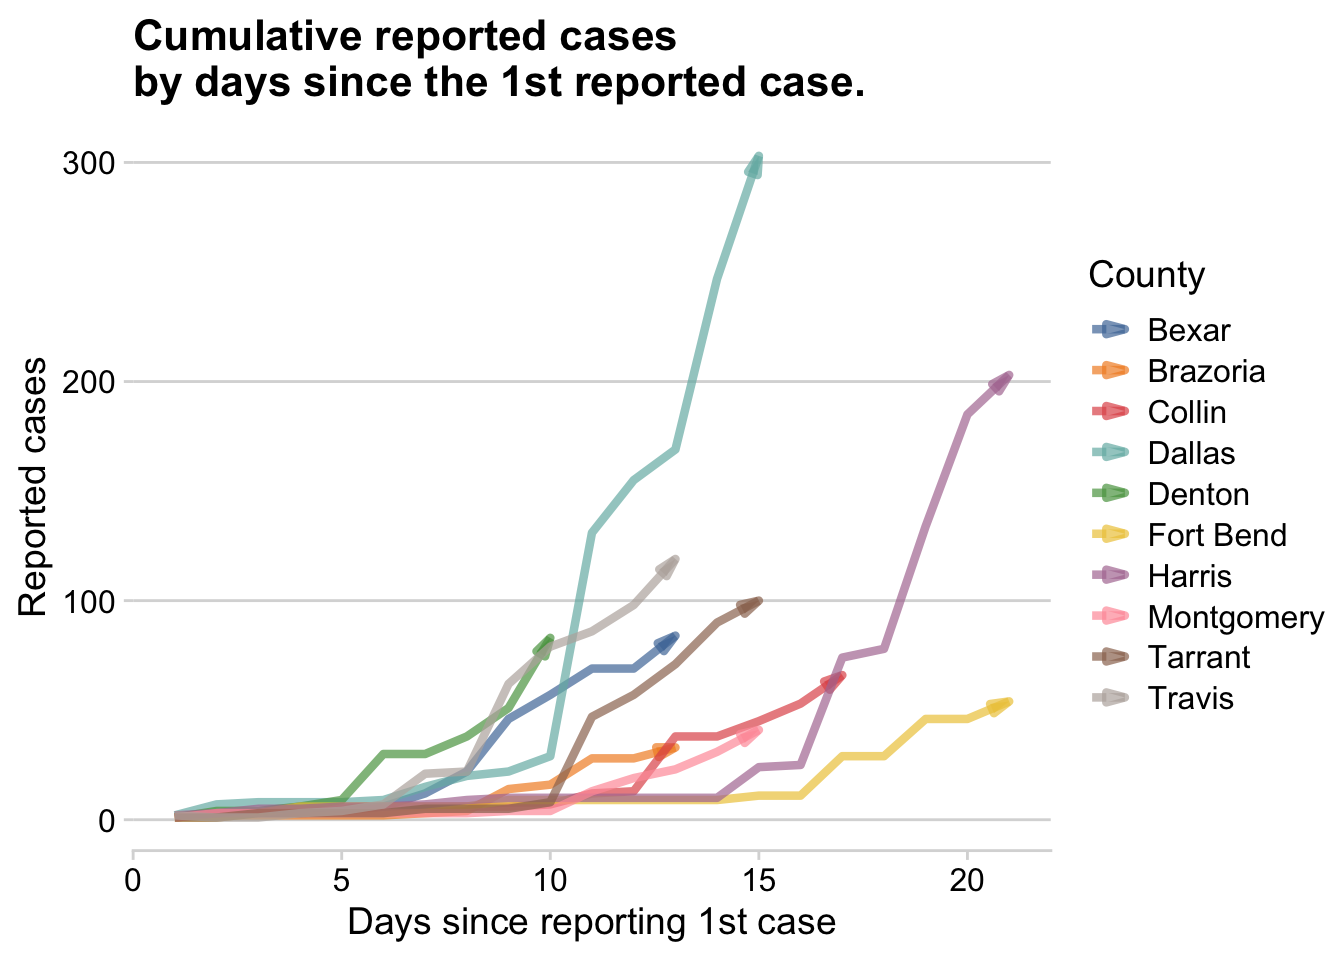 Cumulative reported cases
by days since the 1st reported case.
300
200
100
0
Reported cases
0 5 10 15 20
Days since reporting 1st case
County
Bexar
Brazoria
Collin
Dallas
Denton
Fort Bend
Harris
Montgomery
Tarrant
Travis